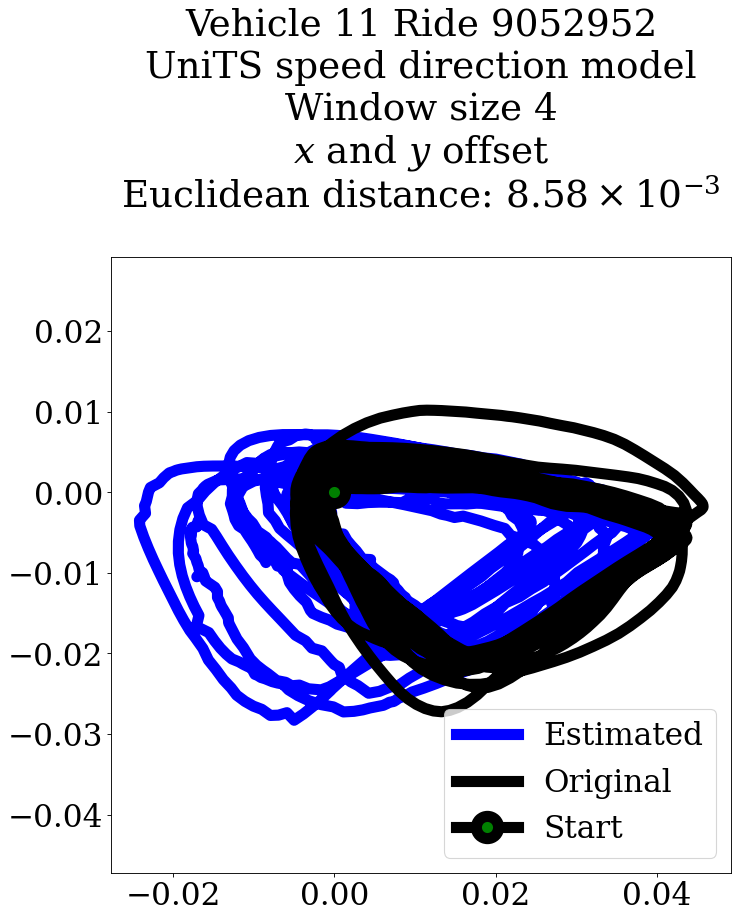 Vehicle 11 Ride 9052952
UniTS speed direction model
Window size 4
x and y offset
Euclidean distance: 8.58 × 10⁻³
0.02
0.01
0.00
−0.01
−0.02
−0.03
−0.04
Estimated
Original
Start
−0.02 0.00 0.02 0.04